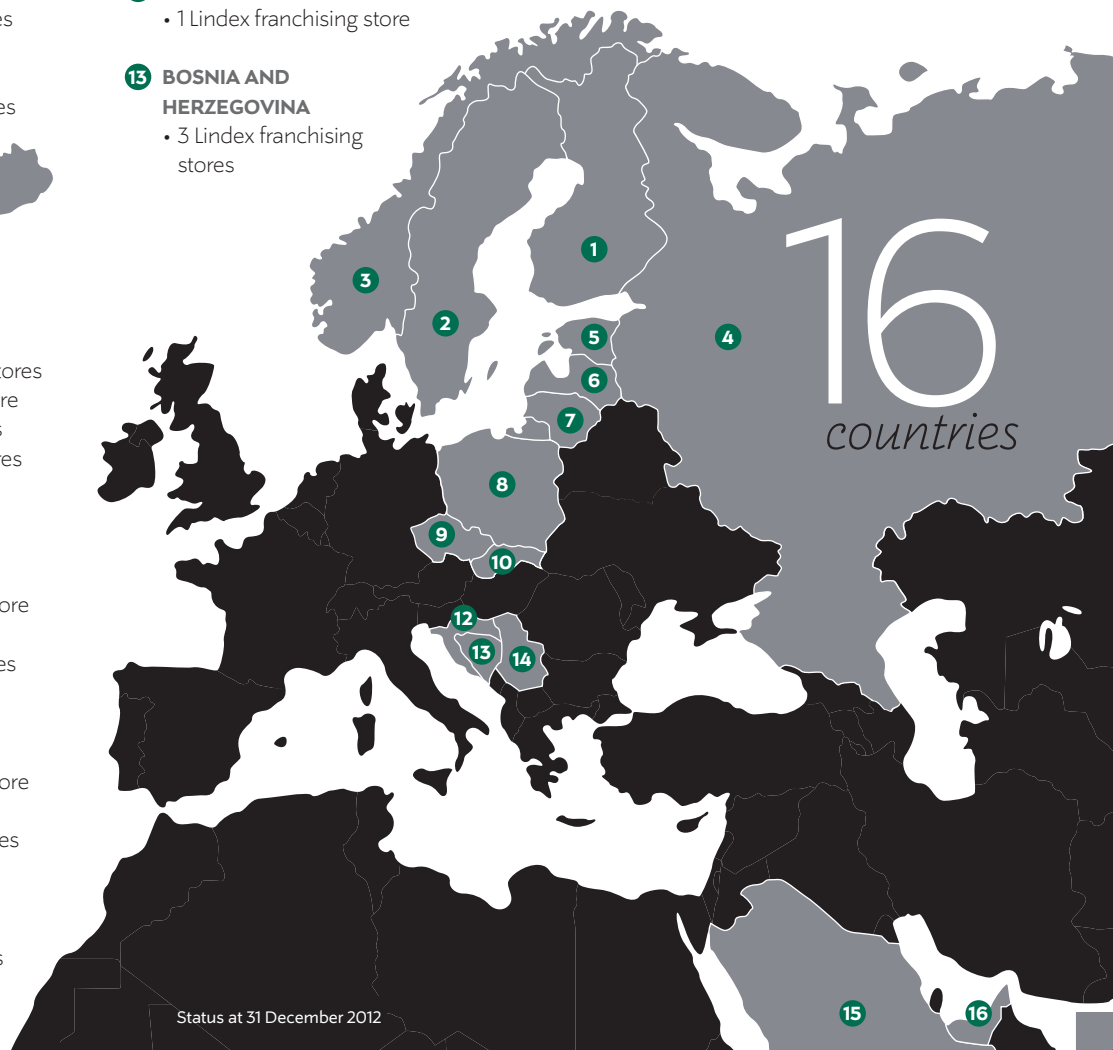 • 1 Lindex franchising store
13 BOSNIA AND
HERZEGOVINA
• 3 Lindex franchising
stores
16
countries
1
2
3
4
5
6
7
8
9
10
12
13
14
15
16
Status at 31 December 2012